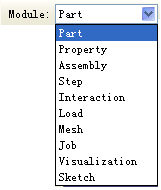 Module: Part
Part
Property
Assembly
Step
Interaction
Load
Mesh
Job
Visualization
Sketch